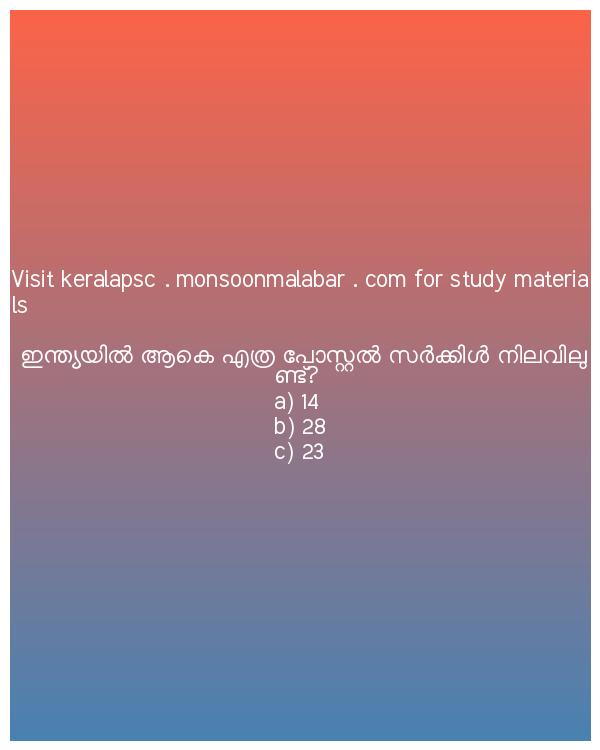 Visit keralapsc . monsoonmalabar . com for study materia
ls
ഇന്ത്യയിൽ ആകെ എത്ര പോസ്റ്റൽ സർക്കിൾ നിലവിലു
ണ്ട്?
a) 14
b) 28
c) 23